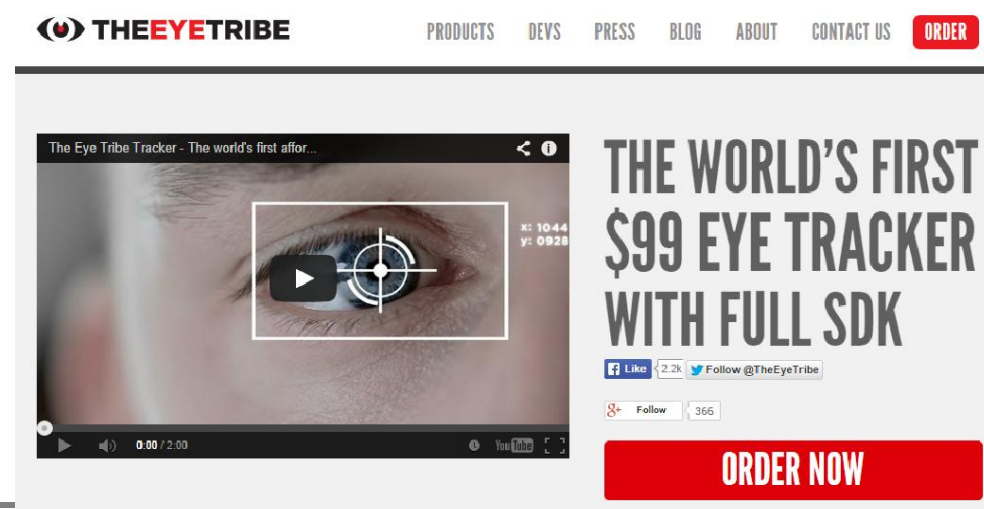 THEEYETRIBE
PRODUCTS DEVS PRESS BLOG ABOUT CONTACT US ORDER
The Eye Tribe Tracker - The world's first affor...
x: 1044
y: 0928
0:00 / 2:00
YouTube
THE WORLD'S FIRST
$99 EYE TRACKER
WITH FULL SDK
Like 2.2k Follow @TheEyeTribe
g+ Follow 366
ORDER NOW